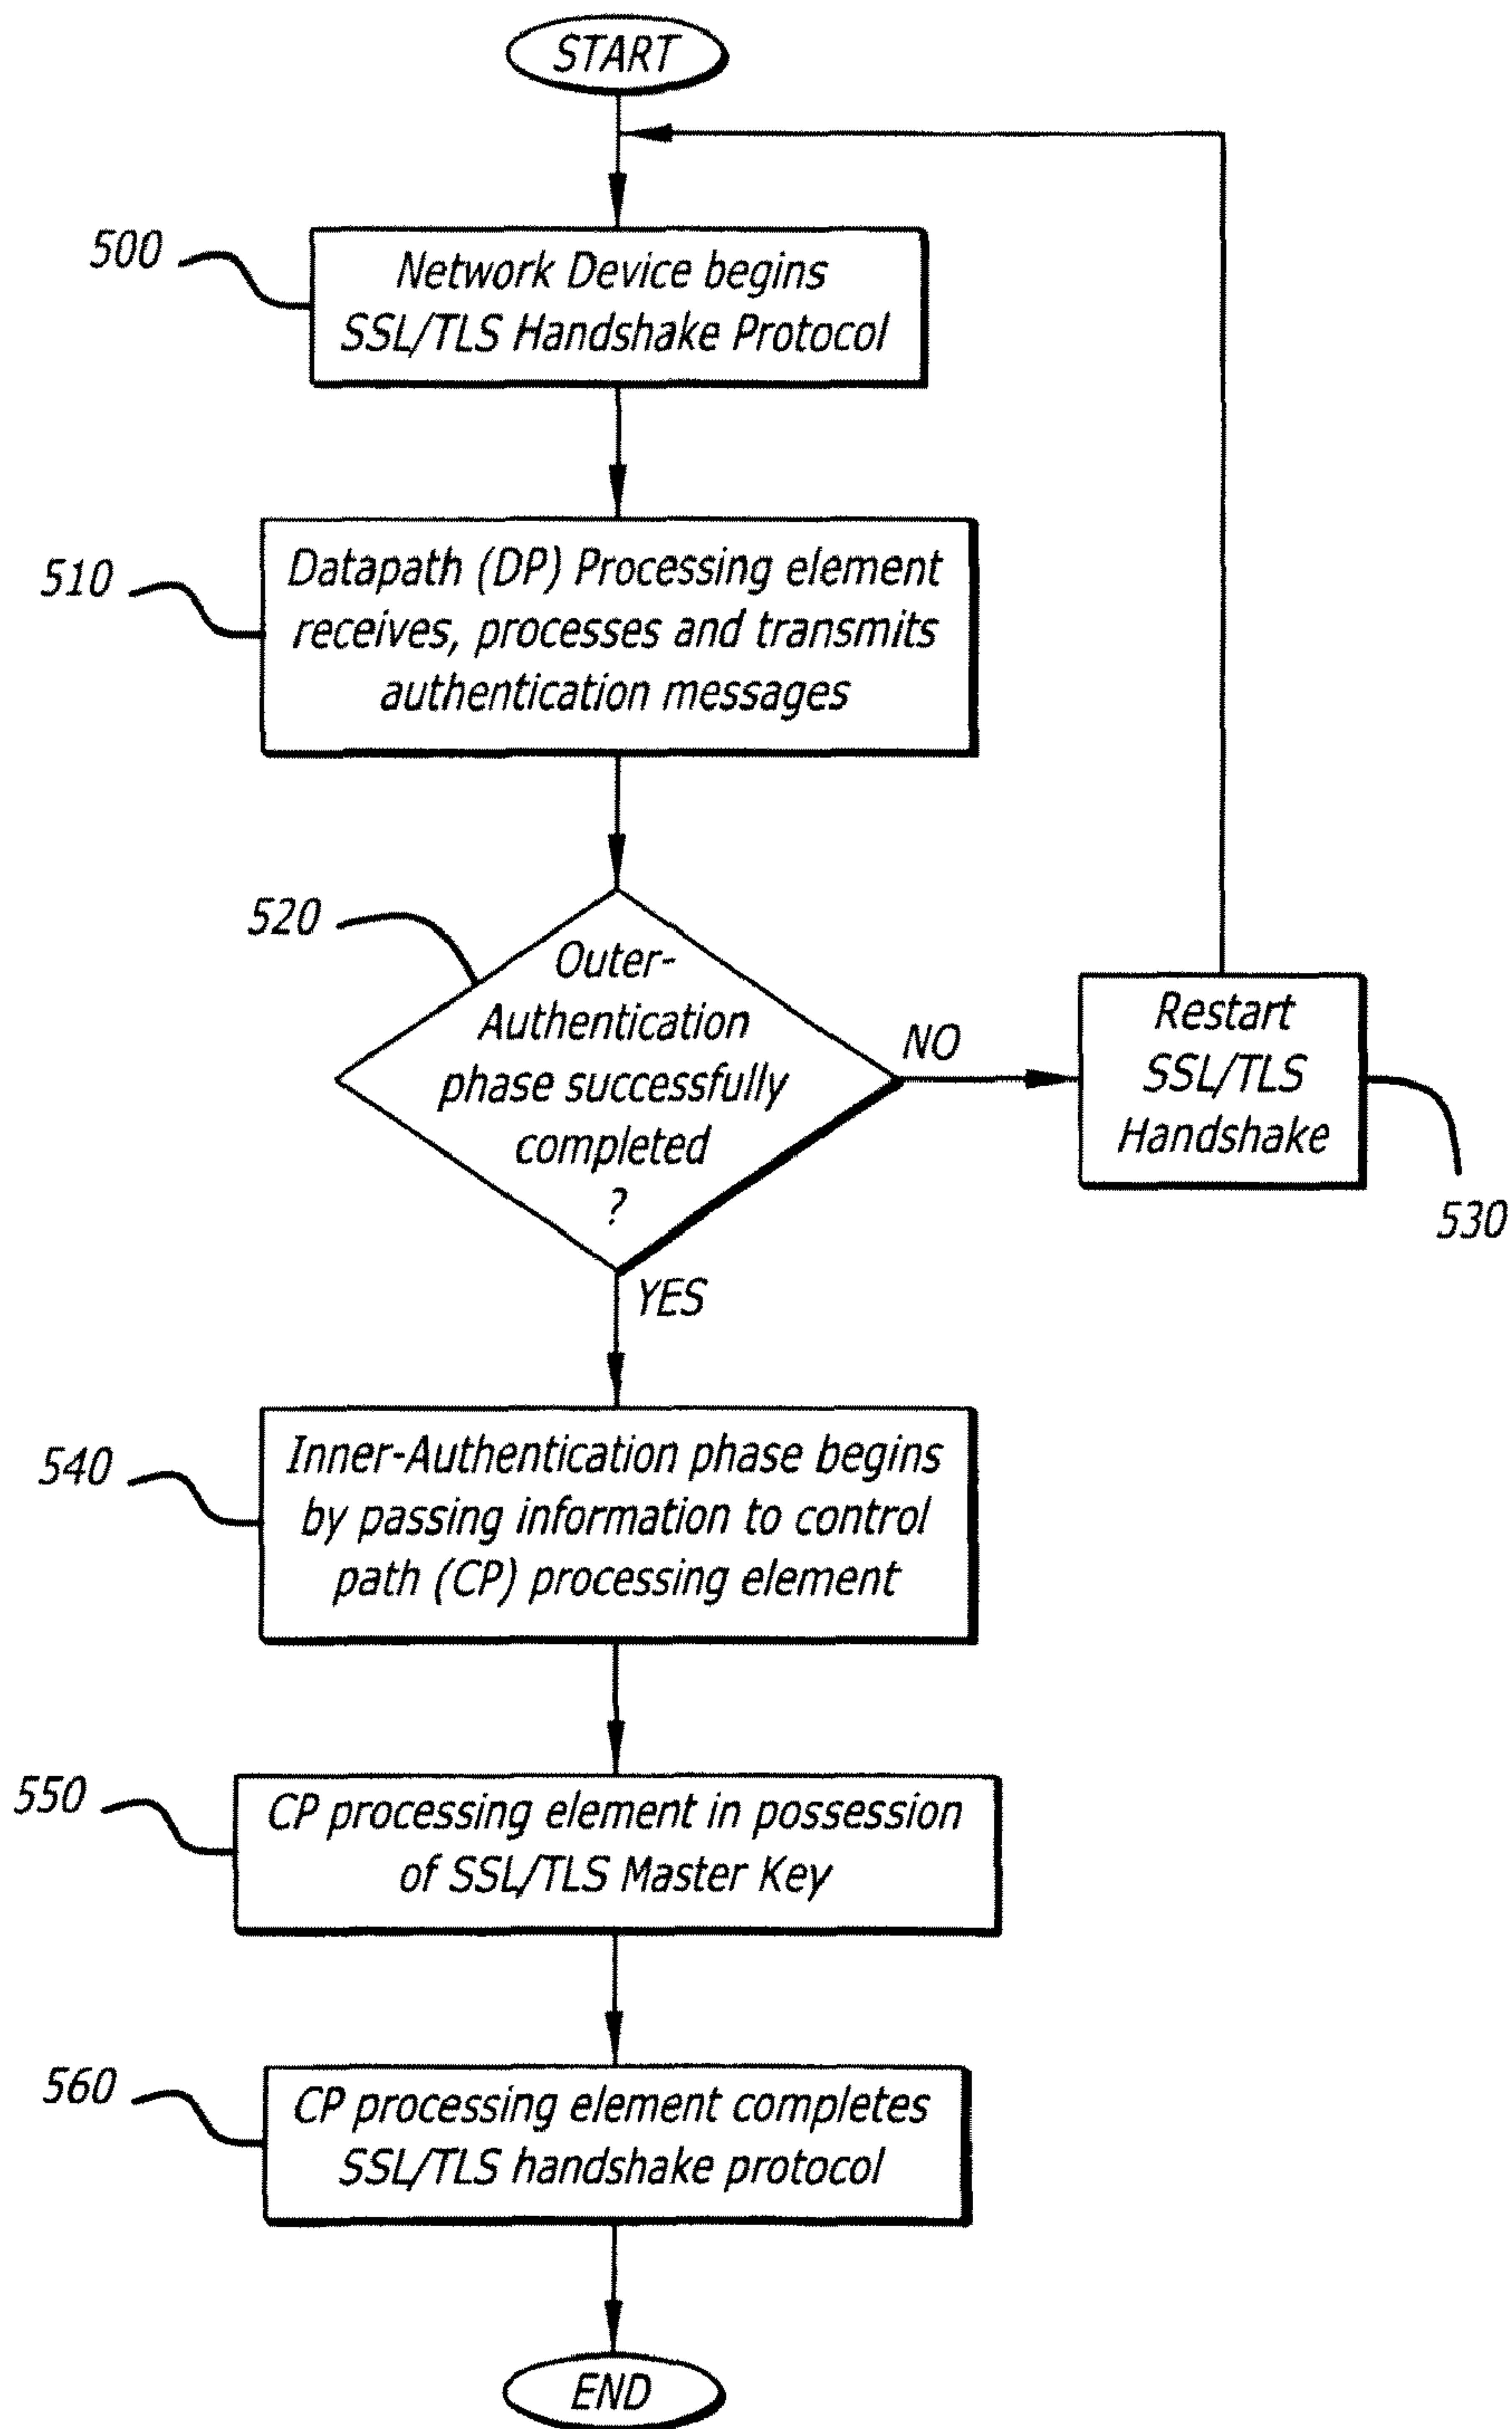 START
500
Network Device begins
SSL/TLS Handshake Protocol
510
Datapath (DP) Processing element
receives, processes and transmits
authentication messages
520
Outer-
Authentication
phase successfully
completed
?
NO
Restart
SSL/TLS
Handshake
530
YES
540
Inner-Authentication phase begins
by passing information to control
path (CP) processing element
550
CP processing element in possession
of SSL/TLS Master Key
560
CP processing element completes
SSL/TLS handshake protocol
END